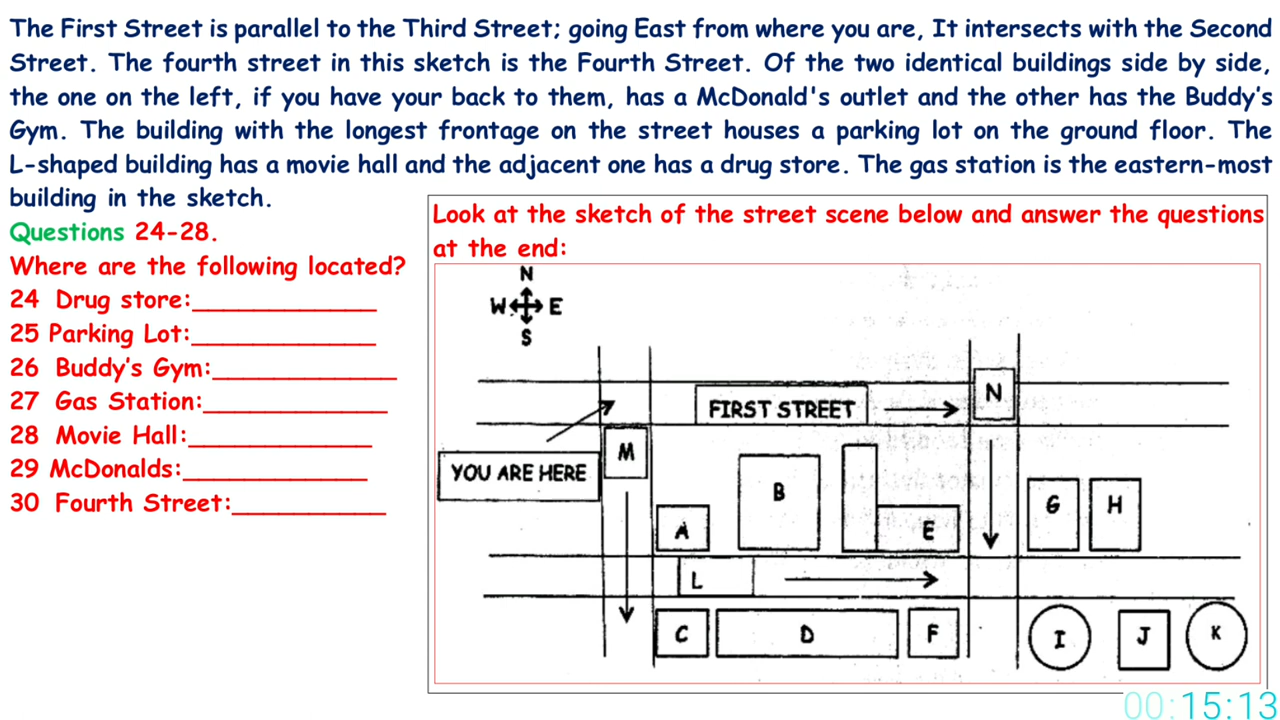 The First Street is parallel to the Third Street; going East from where you are, It intersects with the Second
Street. The fourth street in this sketch is the Fourth Street. Of the two identical buildings side by side,
the one on the left, if you have your back to them, has a McDonald's outlet and the other has the Buddy's
Gym. The building with the longest frontage on the street houses a parking lot on the ground floor. The
L-shaped building has a movie hall and the adjacent one has a drug store. The gas station is the eastern-most
building in the sketch.
Questions 24-28.
Where are the following located?
24 Drug store:_____________
25 Parking Lot:_____________
26 Buddy's Gym:_____________
27 Gas Station:_____________
28 Movie Hall:_____________
29 McDonalds:_____________
30 Fourth Street:___________
Look at the sketch of the street scene below and answer the questions
at the end:
N
W E
S
FIRST STREET
N
YOU ARE HERE
M
A
B
E
G
H
L
C
D
F
I
J
K
00:15:13